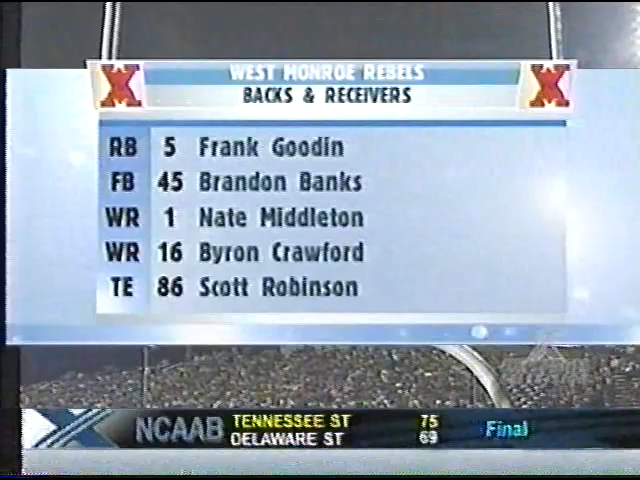 WEST MONROE REBELS
BACKS & RECEIVERS
RB 5 Frank Goodin
FB 45 Brandon Banks
WR 1 Nate Middleton
WR 16 Byron Crawford
TE 86 Scott Robinson
NCAAB TENNESSEE ST 75 Final
DELAWARE ST 69